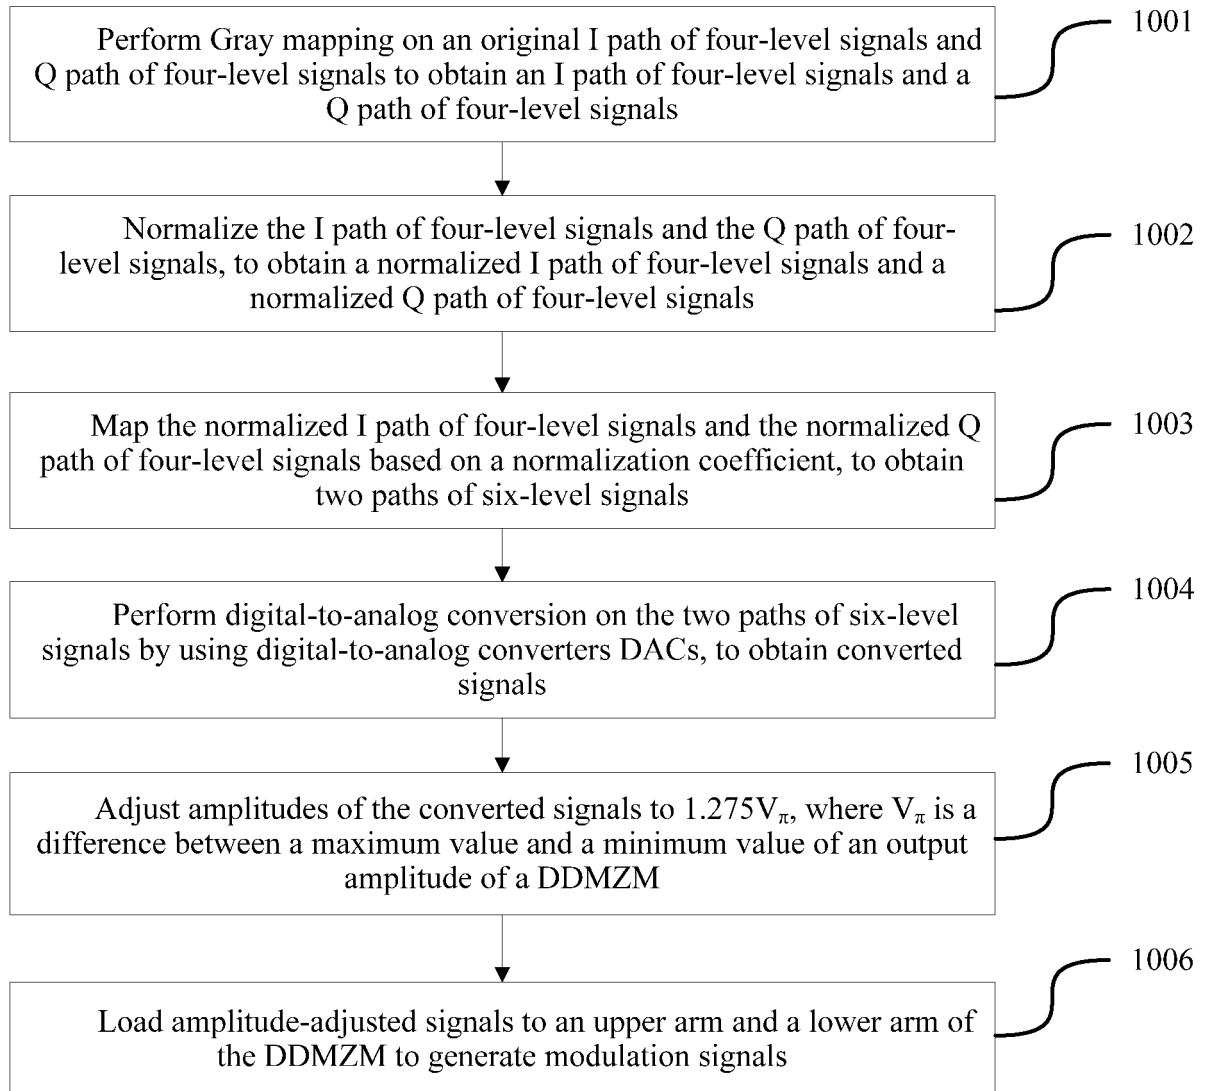 Perform Gray mapping on an original I path of four-level signals and
Q path of four-level signals to obtain an I path of four-level signals and a
Q path of four-level signals
1001
Normalize the I path of four-level signals and the Q path of four-
level signals, to obtain a normalized I path of four-level signals and a
normalized Q path of four-level signals
1002
Map the normalized I path of four-level signals and the normalized Q
path of four-level signals based on a normalization coefficient, to obtain
two paths of six-level signals
1003
Perform digital-to-analog conversion on the two paths of six-level
signals by using digital-to-analog converters DACs, to obtain converted
signals
1004
Adjust amplitudes of the converted signals to 1.275Vπ, where Vπ is a
difference between a maximum value and a minimum value of an output
amplitude of a DDMZM
1005
Load amplitude-adjusted signals to an upper arm and a lower arm of
the DDMZM to generate modulation signals
1006